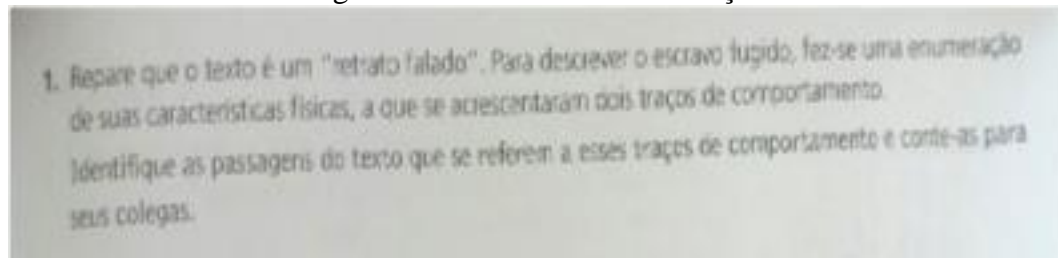 1. Repare que o texto é um "retrato falado". Para descrever o escravo fugido, fez-se uma enumeração
de suas características físicas, a que se acrescentaram dois traços de comportamento.
Identifique as passagens do texto que se referem a esses traços de comportamento e conte-as para
seus colegas.